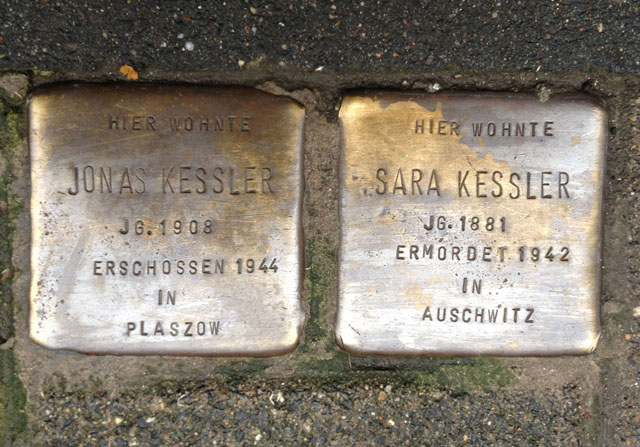 HIER WOHNTE
JONAS KESSLER
JG. 1908
ERSCHOSSEN 1944
IN
PLASZOW
HIER WOHNTE
SARA KESSLER
JG. 1881
ERMORDET 1942
IN
AUSCHWITZ